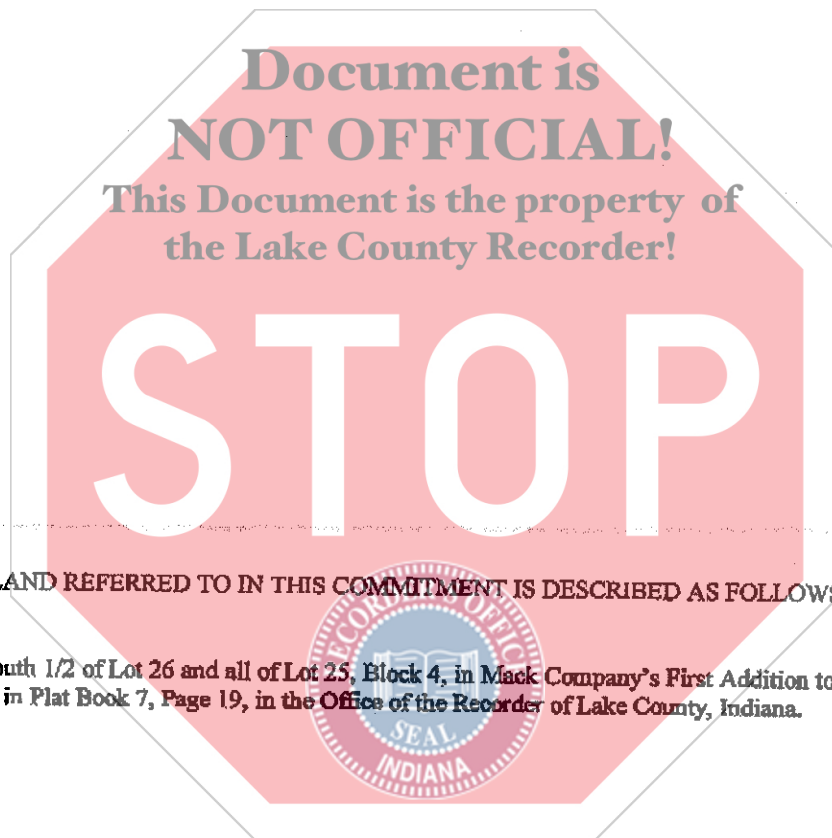 Document is
NOT OFFICIAL!
This Document is the property of
the Lake County Recorder!
STOP
LAND REFERRED TO IN THIS COMMITMENT IS DESCRIBED AS FOLLOWS
uth 1/2 of Lot 26 and all of Lot 25, Block 4, in Mack Company's First Addition to
in Plat Book 7, Page 19, in the Office of the Recorder of Lake County, Indiana.
RECORDER'S OFFICE
SEAL
INDIANA